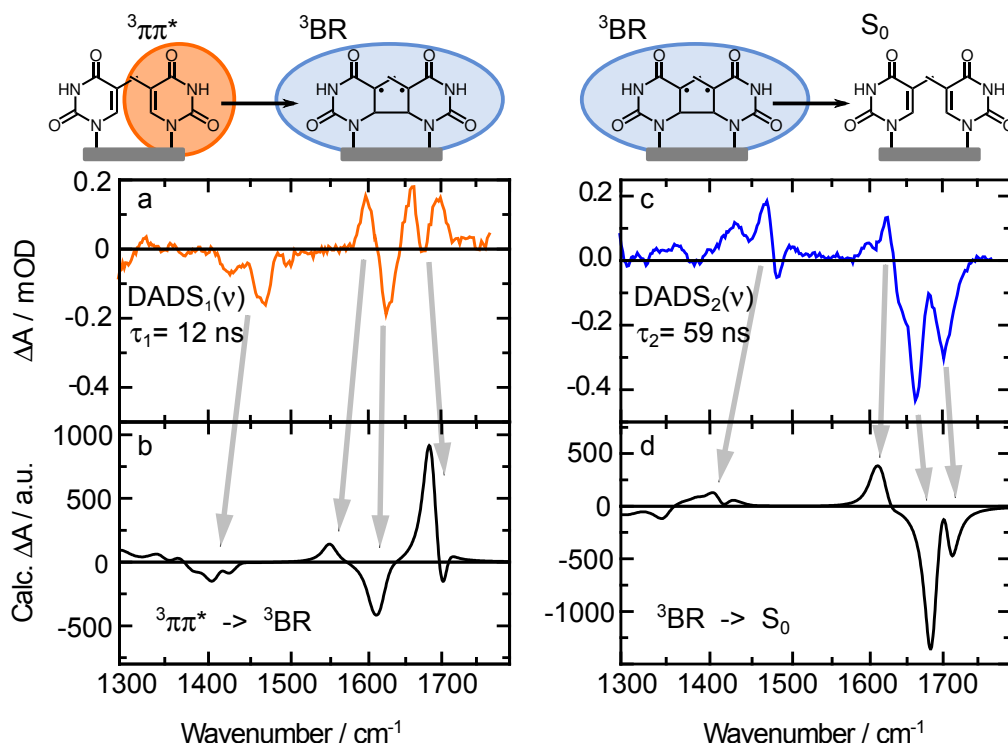 ³ππ*
³BR
³BR
S₀
O O NH HN O N N O
O O NH HN O N N O
O O NH HN O N N O
O O NH HN O N N O
a
0.2
0
-0.2
-0.4
ΔA / mOD
DADS₁(ν)
τ₁= 12 ns
c
0.2
0.0
-0.2
-0.4
DADS₂(ν)
τ₂= 59 ns
b
1000
500
0
-500
Calc. ΔA / a.u.
³ππ* -> ³BR
1300 1400 1500 1600 1700
Wavenumber / cm⁻¹
d
500
0
-500
-1000
³BR -> S₀
1300 1400 1500 1600 1700
Wavenumber / cm⁻¹